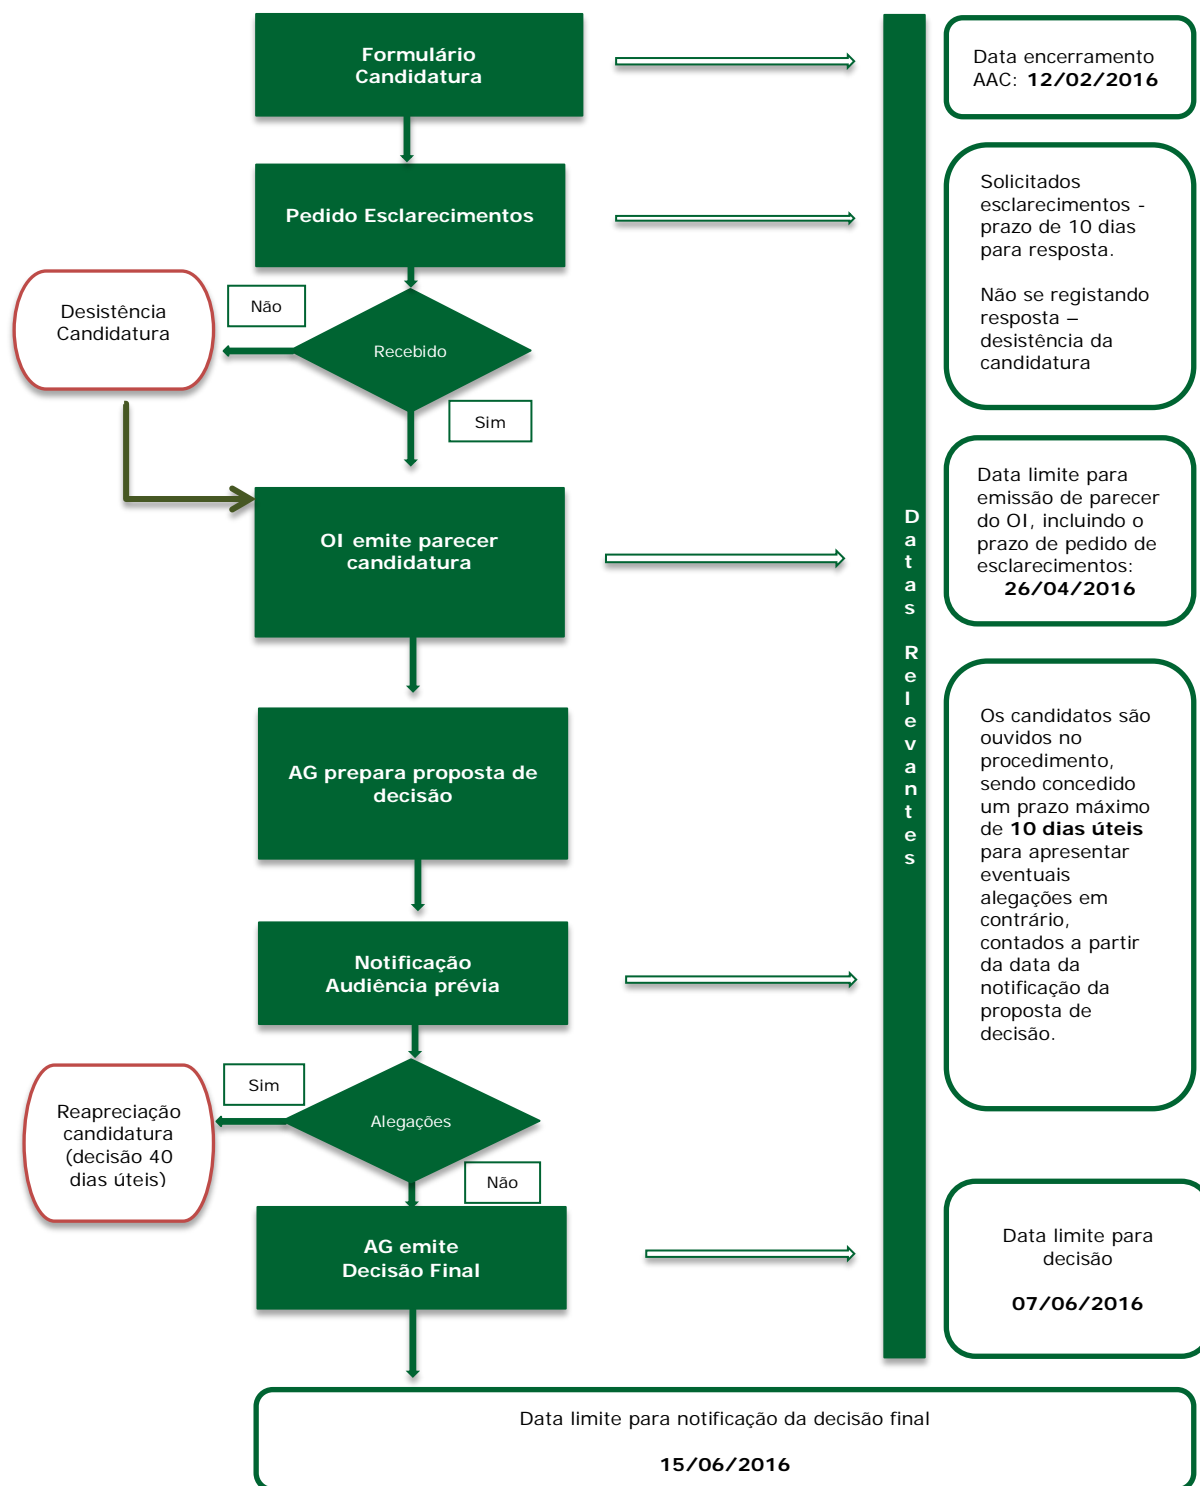 Formulário
Candidatura
Data encerramento
AAC: 12/02/2016
Pedido Esclarecimentos
Solicitados
esclarecimentos -
prazo de 10 dias
para resposta.
Não se registando
resposta –
desistência da
candidatura
Desistência
Candidatura
Não
Recebido
Sim
OI emite parecer
candidatura
Data limite para
emissão de parecer
do OI, incluindo o
prazo de pedido de
esclarecimentos:
26/04/2016
Datas Relevantes
AG prepara proposta de
decisão
Os candidatos são
ouvidos no
procedimento,
sendo concedido
um prazo máximo
de 10 dias úteis
para apresentar
eventuais
alegações em
contrário,
contados a partir
da data da
notificação da
proposta de
decisão.
Notificação
Audiência prévia
Sim
Reapreciação
candidatura
(decisão 40
dias úteis)
Alegações
Não
AG emite
Decisão Final
Data limite para
decisão
07/06/2016
Data limite para notificação da decisão final
15/06/2016